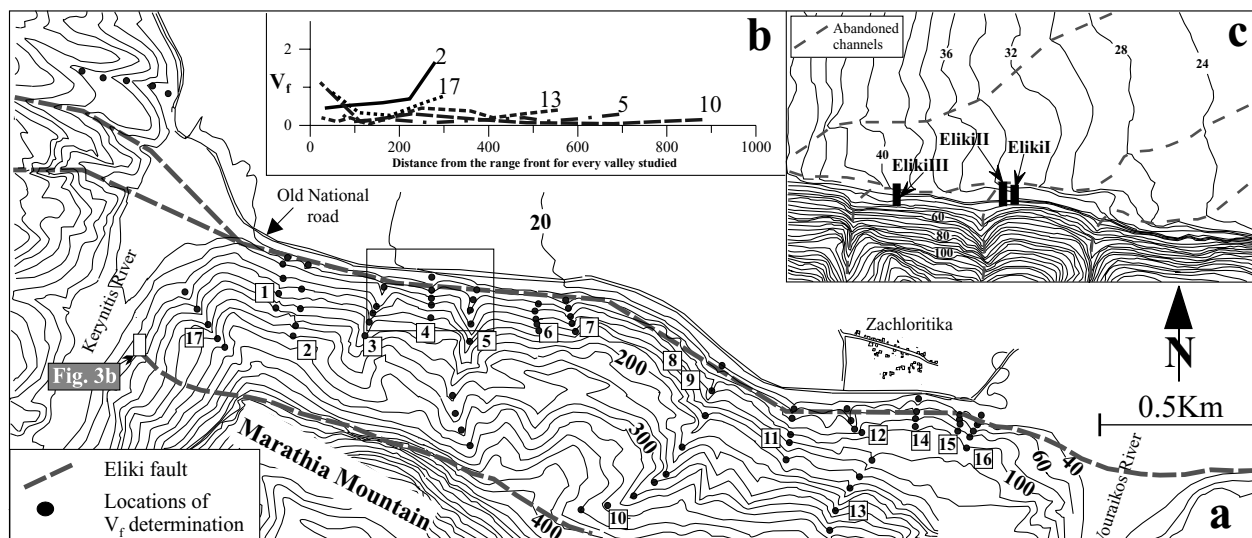 b
2
1
0
V
f
2
17
13
5
10
0
200
400
600
800
1000
Distance from the range front for every valley studied
c
Abandoned
channels
36
32
28
24
40
ElikiII
ElikiI
ElikiIII
60
80
100
Old National
road
20
Kerynitis River
1
2
3
4
5
6
7
8
9
10
11
12
13
14
15
16
17
Fig. 3b
Zachloritika
N
0.5Km
200
300
400
100
60
40
Marathia Mountain
Vouraikos River
Eliki fault
Locations of
Vf determination
a